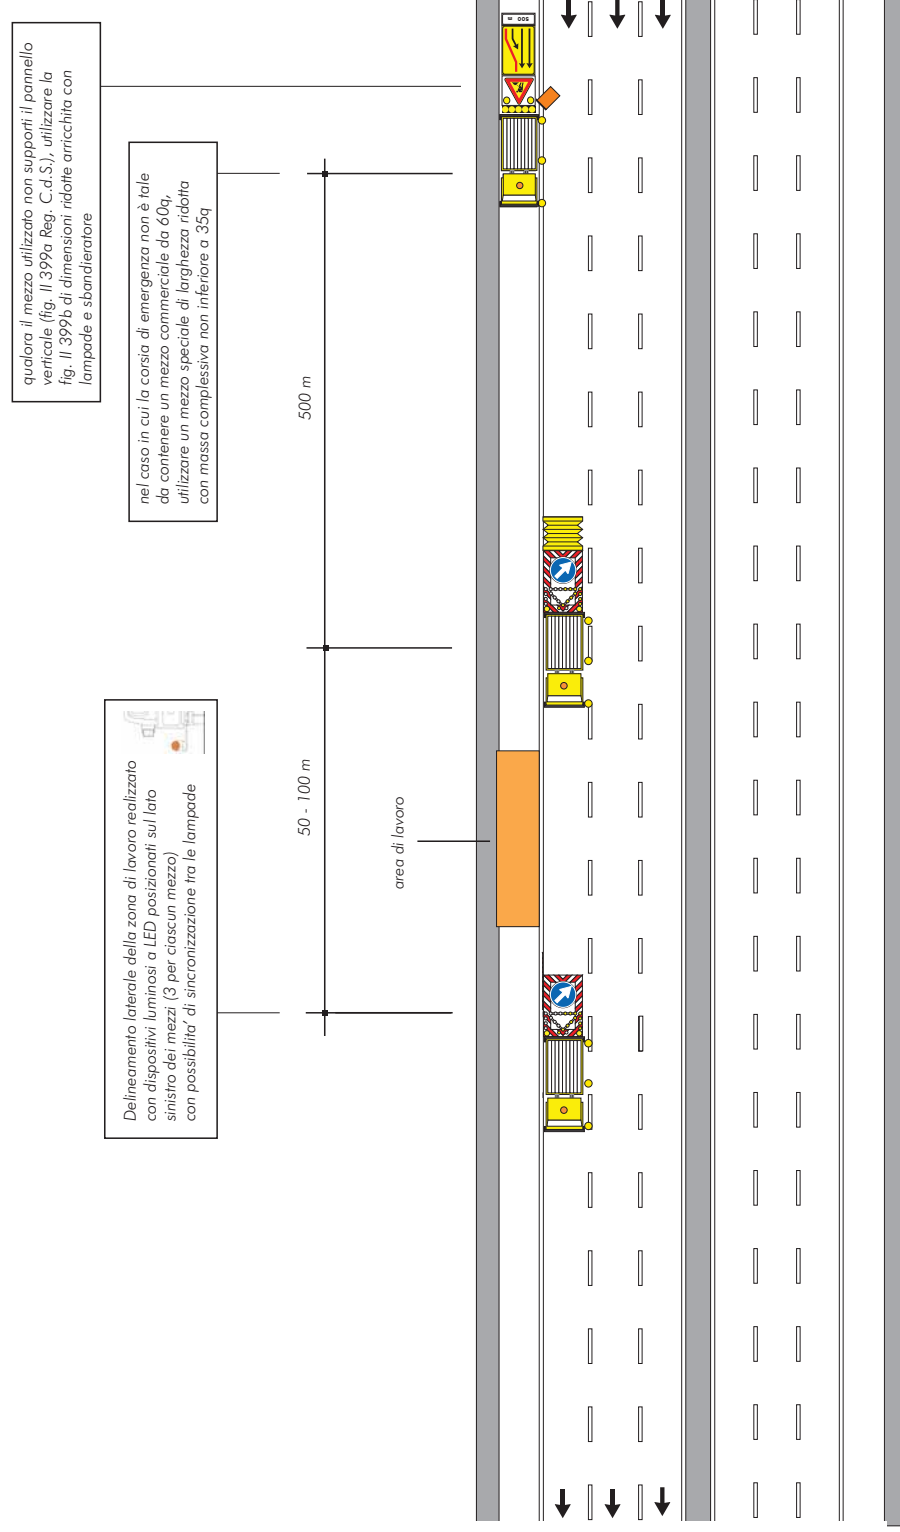 qualora il mezzo utilizzato non supporti il pannello
verticale (fig. II 399a Reg. C.d.S.), utilizzare la
fig. II 399b di dimensioni ridotte arricchita con
lampade e sbandieratore
nel caso in cui la corsia di emergenza non è tale
da contenere un mezzo commerciale da 60q,
utilizzare un mezzo speciale di larghezza ridotta
con massa complessiva non inferiore a 35q
500 m
500 m
50 - 100 m
area di lavoro
Delineamento laterale della zona di lavoro realizzato
con dispositivi luminosi a LED posizionati sul lato
sinistro dei mezzi (3 per ciascun mezzo)
con possibilita' di sincronizzazione tra le lampade